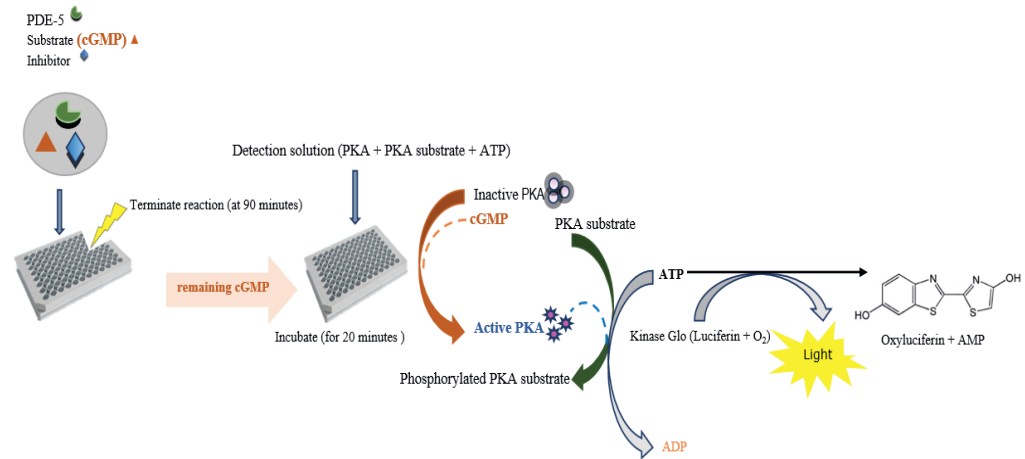 PDE-5
Substrate (cGMP)
Inhibitor
Detection solution (PKA + PKA substrate + ATP)
Terminate reaction (at 90 minutes)
Inactive PKA
cGMP
PKA substrate
remaining cGMP
ATP
Incubate (for 20 minutes )
Active PKA
Kinase Glo (Luciferin + O₂)
Light
HO
N
S
N
S
OH
Oxyluciferin + AMP
Phosphorylated PKA substrate
ADP